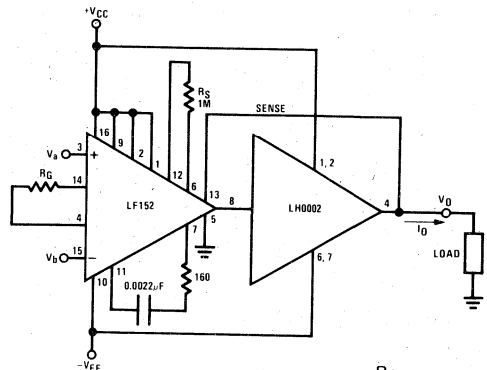 +VCC
RS
1M
SENSE
16
9
2
1
12
6
13
1, 2
Va
3
+
RG
14
LF152
8
LH0002
4
VO
IO
4
5
7
LOAD
Vb
15
−
10
11
0.0022μF
160
6, 7
−VEE